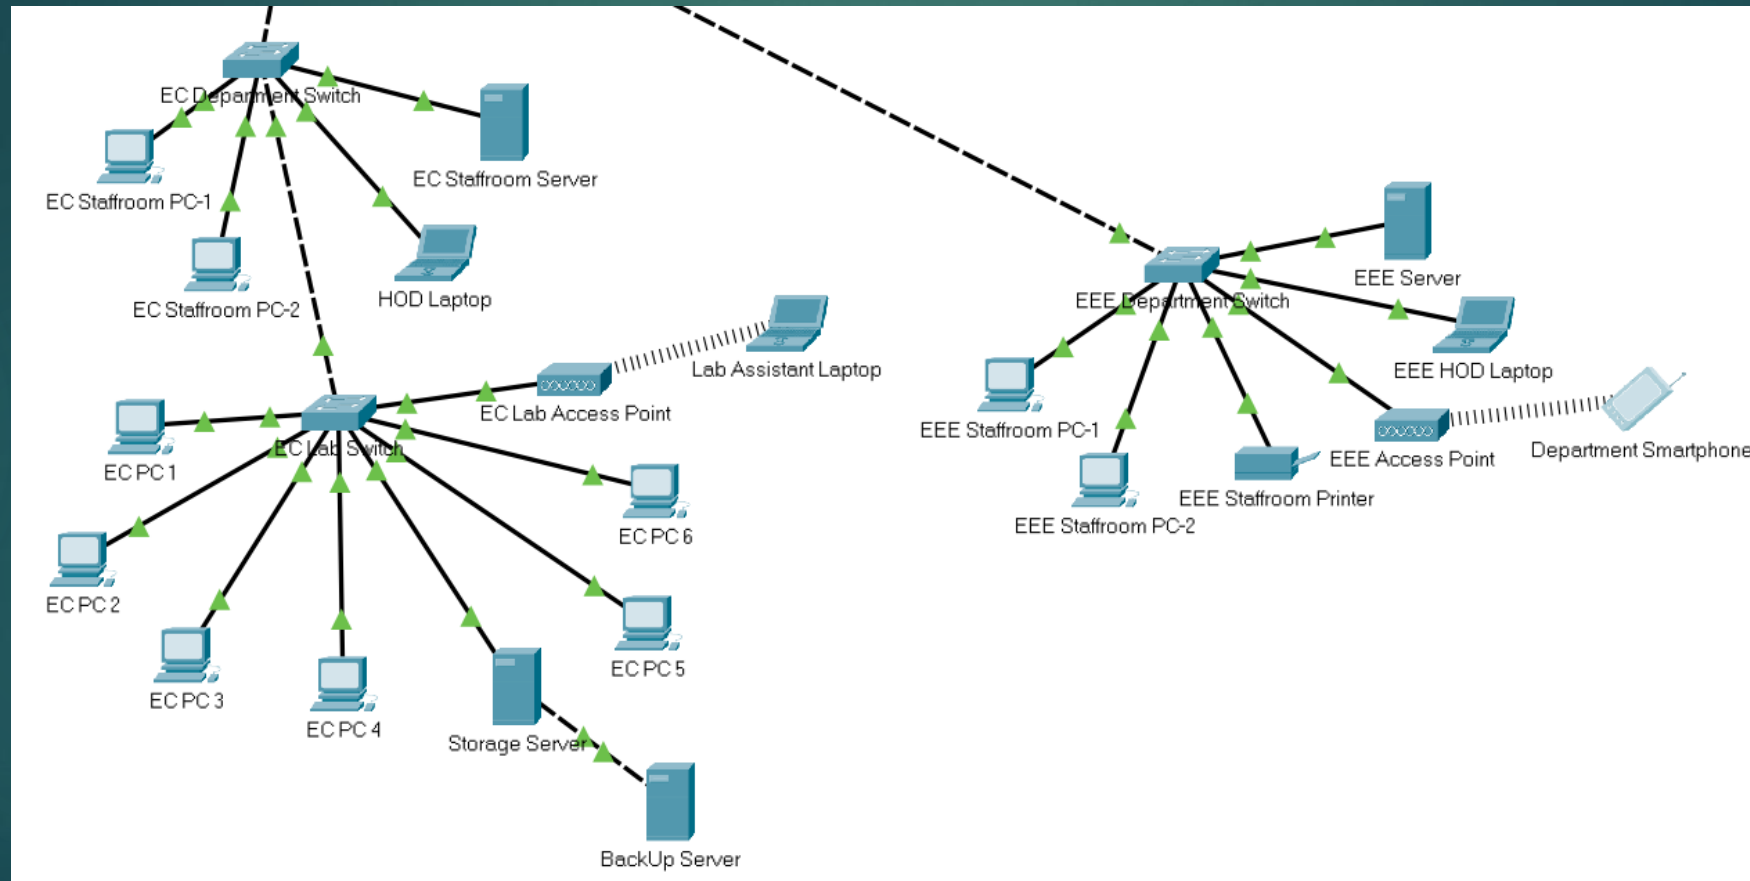 EC Deparment Switch
EC Staffroom Server
EC Staffroom PC-1
EC Staffroom PC-2
HOD Laptop
Lab Assistant Laptop
EC Lab Access Point
EC Lab Switch
EC PC 1
EC PC 2
EC PC 3
EC PC 4
EC PC 5
EC PC 6
Storage Server
BackUp Server
EEE Server
EEE Department Switch
EEE HOD Laptop
EEE Staffroom PC-1
EEE Staffroom PC-2
EEE Staffroom Printer
EEE Access Point
Department Smartphone